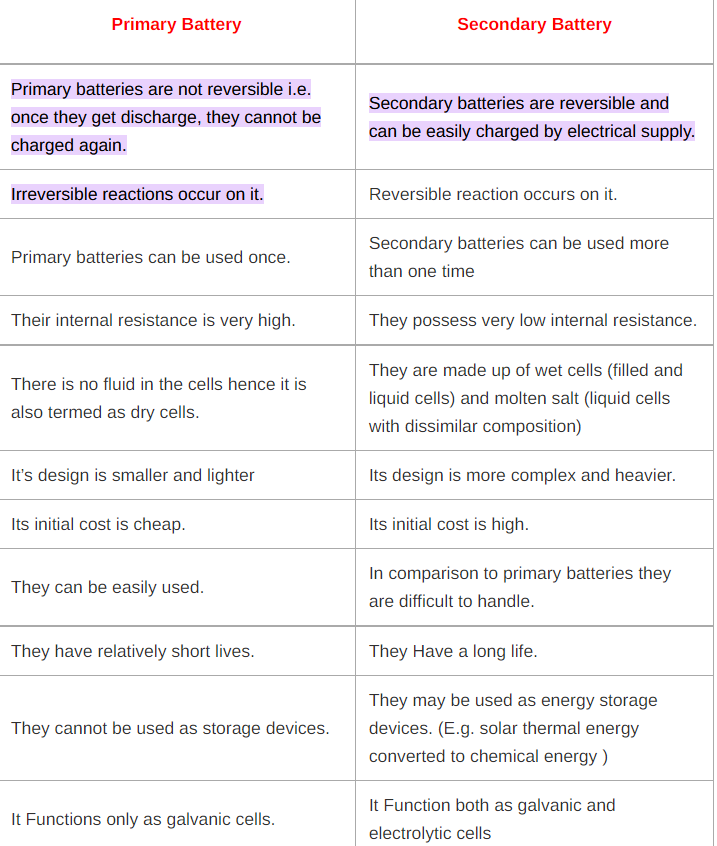 Primary Battery
Secondary Battery
Primary batteries are not reversible i.e.
once they get discharge, they cannot be
charged again.
Secondary batteries are reversible and
can be easily charged by electrical supply.
Irreversible reactions occur on it.
Reversible reaction occurs on it.
Primary batteries can be used once.
Secondary batteries can be used more
than one time
Their internal resistance is very high.
They possess very low internal resistance.
There is no fluid in the cells hence it is
also termed as dry cells.
They are made up of wet cells (filled and
liquid cells) and molten salt (liquid cells
with dissimilar composition)
It’s design is smaller and lighter
Its design is more complex and heavier.
Its initial cost is cheap.
Its initial cost is high.
They can be easily used.
In comparison to primary batteries they
are difficult to handle.
They have relatively short lives.
They Have a long life.
They cannot be used as storage devices.
They may be used as energy storage
devices. (E.g. solar thermal energy
converted to chemical energy )
It Functions only as galvanic cells.
It Function both as galvanic and
electrolytic cells